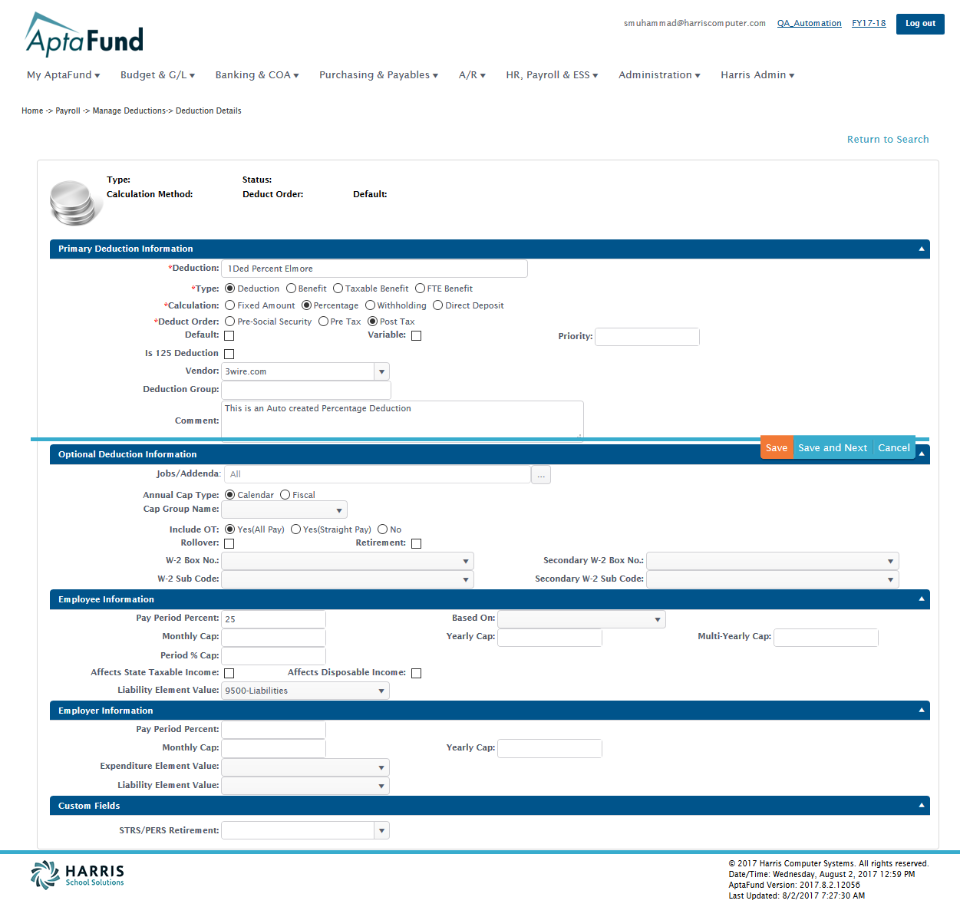 AptaFund
smuhammad@harriscomputer.com QA_Automation FY17-18 Log out
My AptaFund Budget & G/L Banking & COA Purchasing & Payables A/R HR, Payroll & ESS Administration Harris Admin
Home -> Payroll -> Manage Deductions-> Deduction Details
Return to Search
Type: Status:
Calculation Method: Deduct Order: Default:
Primary Deduction Information
*Deduction: 1Ded Percent Elmore
*Type: Deduction Benefit Taxable Benefit FTE Benefit
*Calculation: Fixed Amount Percentage Withholding Direct Deposit
*Deduct Order: Pre-Social Security Pre Tax Post Tax
Default: Variable: Priority:
Is 125 Deduction
Vendor: 3wire.com
Deduction Group:
Comment: This is an Auto created Percentage Deduction
Save Save and Next Cancel
Optional Deduction Information
Jobs/Addenda: All ...
Annual Cap Type: Calendar Fiscal
Cap Group Name:
Include OT: Yes(All Pay) Yes(Straight Pay) No
Rollover: Retirement:
W-2 Box No.: Secondary W-2 Box No.:
W-2 Sub Code: Secondary W-2 Sub Code:
Employee Information
Pay Period Percent: 25 Based On:
Monthly Cap: Yearly Cap: Multi-Yearly Cap:
Period % Cap:
Affects State Taxable Income: Affects Disposable Income:
Liability Element Value: 9500-Liabilities
Employer Information
Pay Period Percent:
Monthly Cap: Yearly Cap:
Expenditure Element Value:
Liability Element Value:
Custom Fields
STRS/PERS Retirement:
HARRIS
School Solutions
© 2017 Harris Computer Systems. All rights reserved.
Date/Time: Wednesday, August 2, 2017 12:59 PM
AptaFund Version: 2017.8.2.12056
Last Updated: 8/2/2017 7:27:30 AM